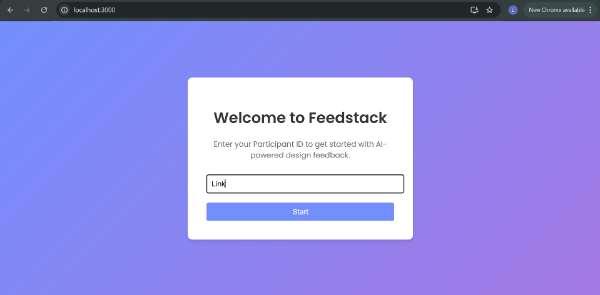 localhost:3000
New Chrome available
Welcome to Feedstack
Enter your Participant ID to get started with AI-
powered design feedback.
Link
Start